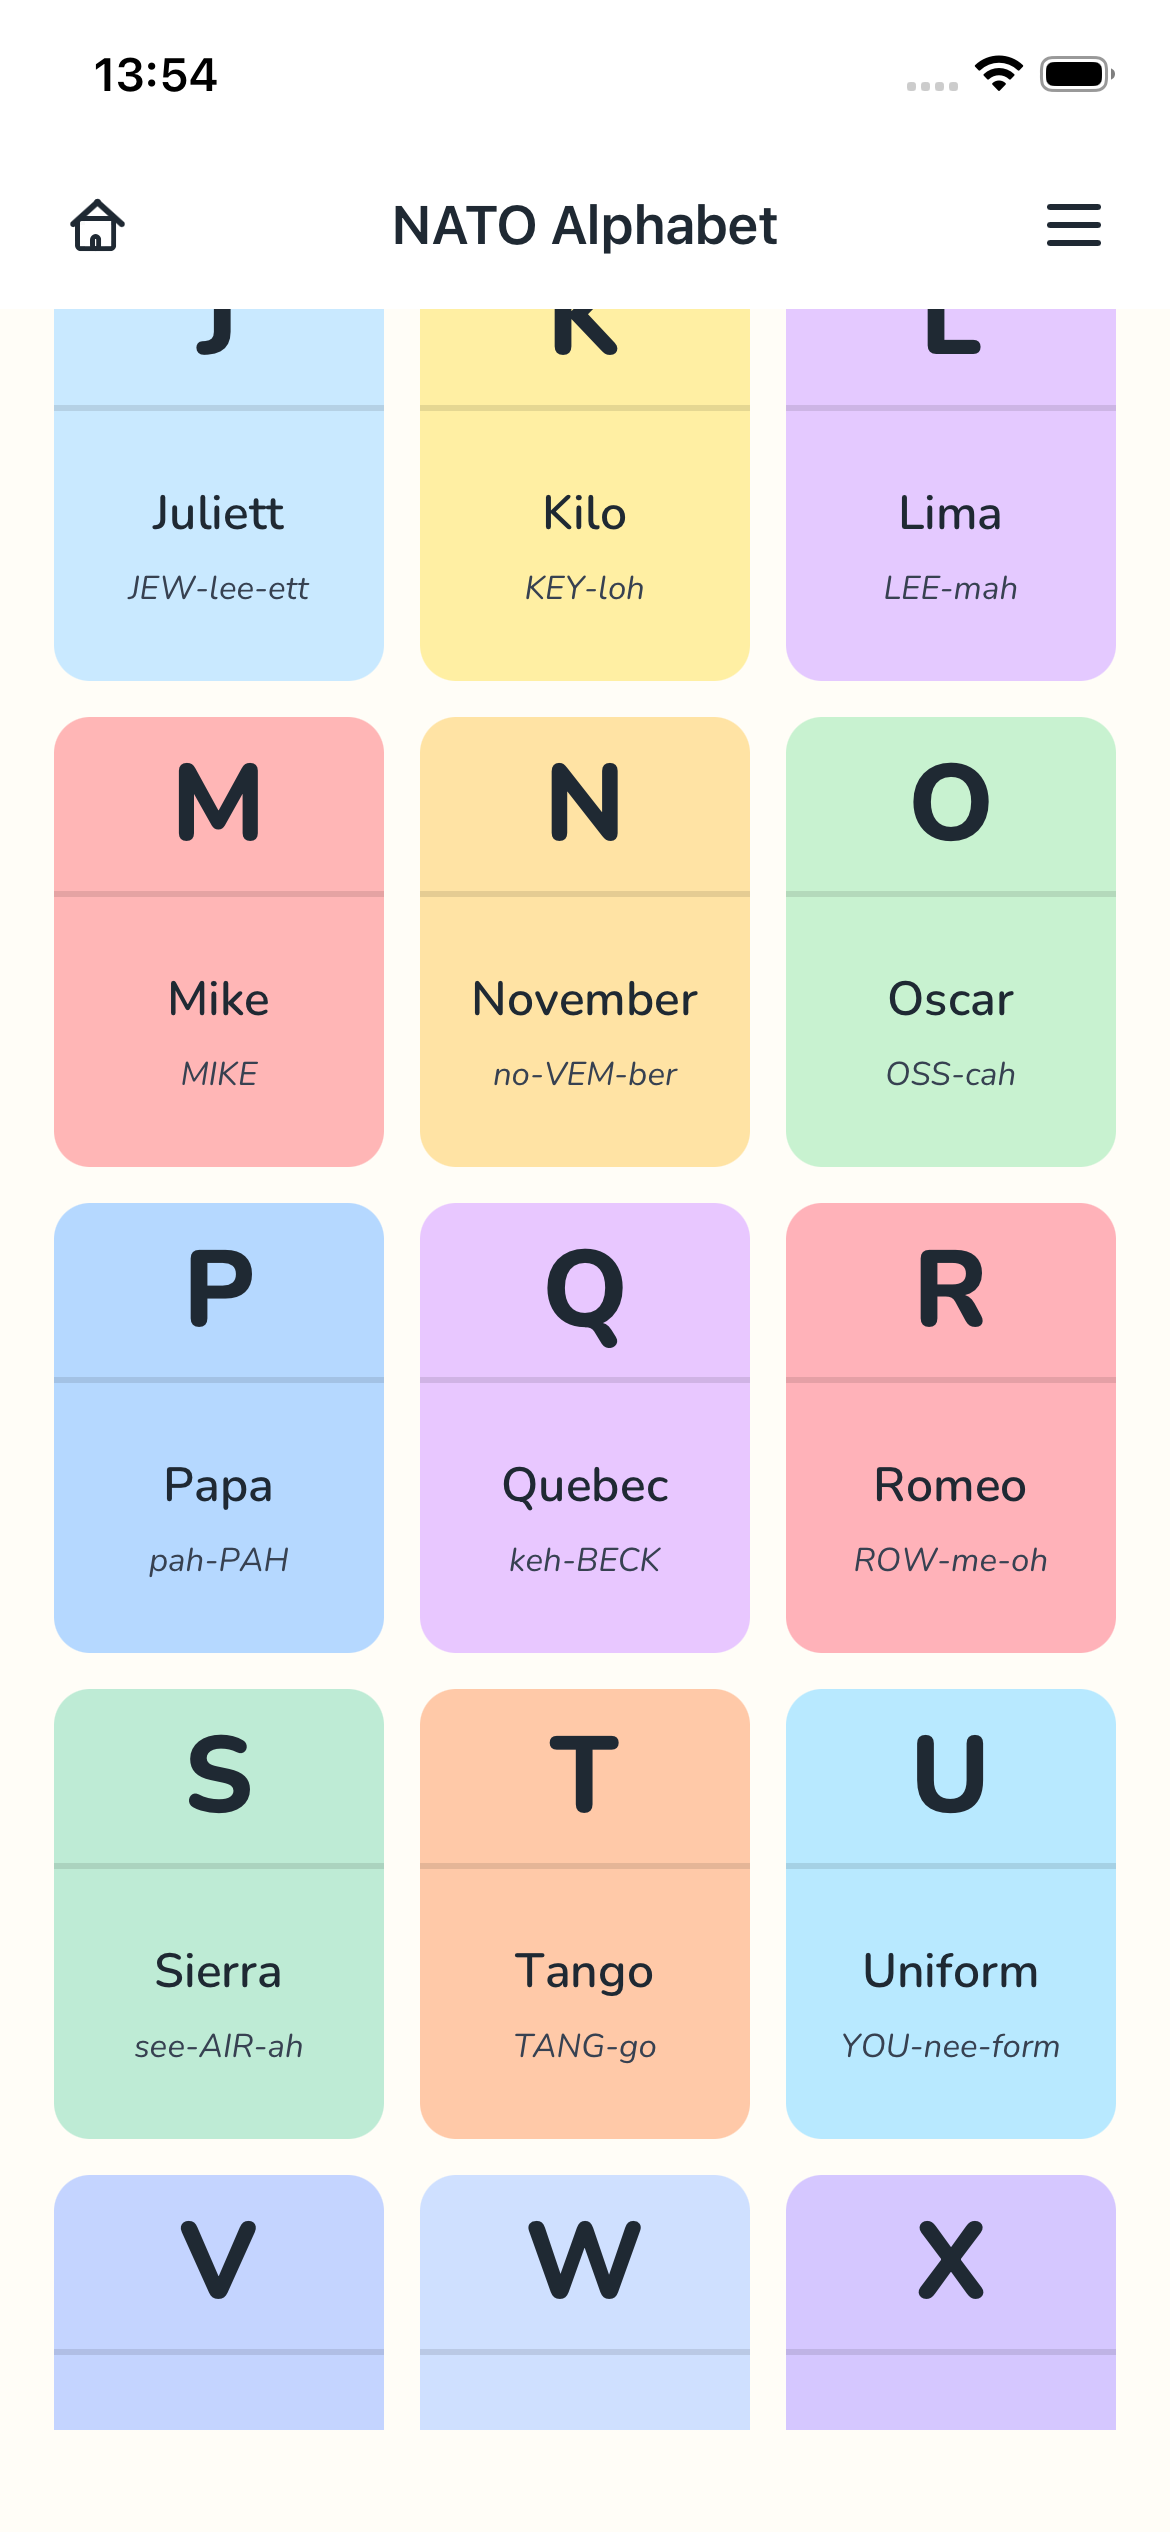 13:54
NATO Alphabet
J K L
Juliett Kilo Lima
JEW-lee-ett KEY-loh LEE-mah
M N O
Mike November Oscar
MIKE no-VEM-ber OSS-cah
P Q R
Papa Quebec Romeo
pah-PAH keh-BECK ROW-me-oh
S T U
Sierra Tango Uniform
see-AIR-ah TANG-go YOU-nee-form
V W X